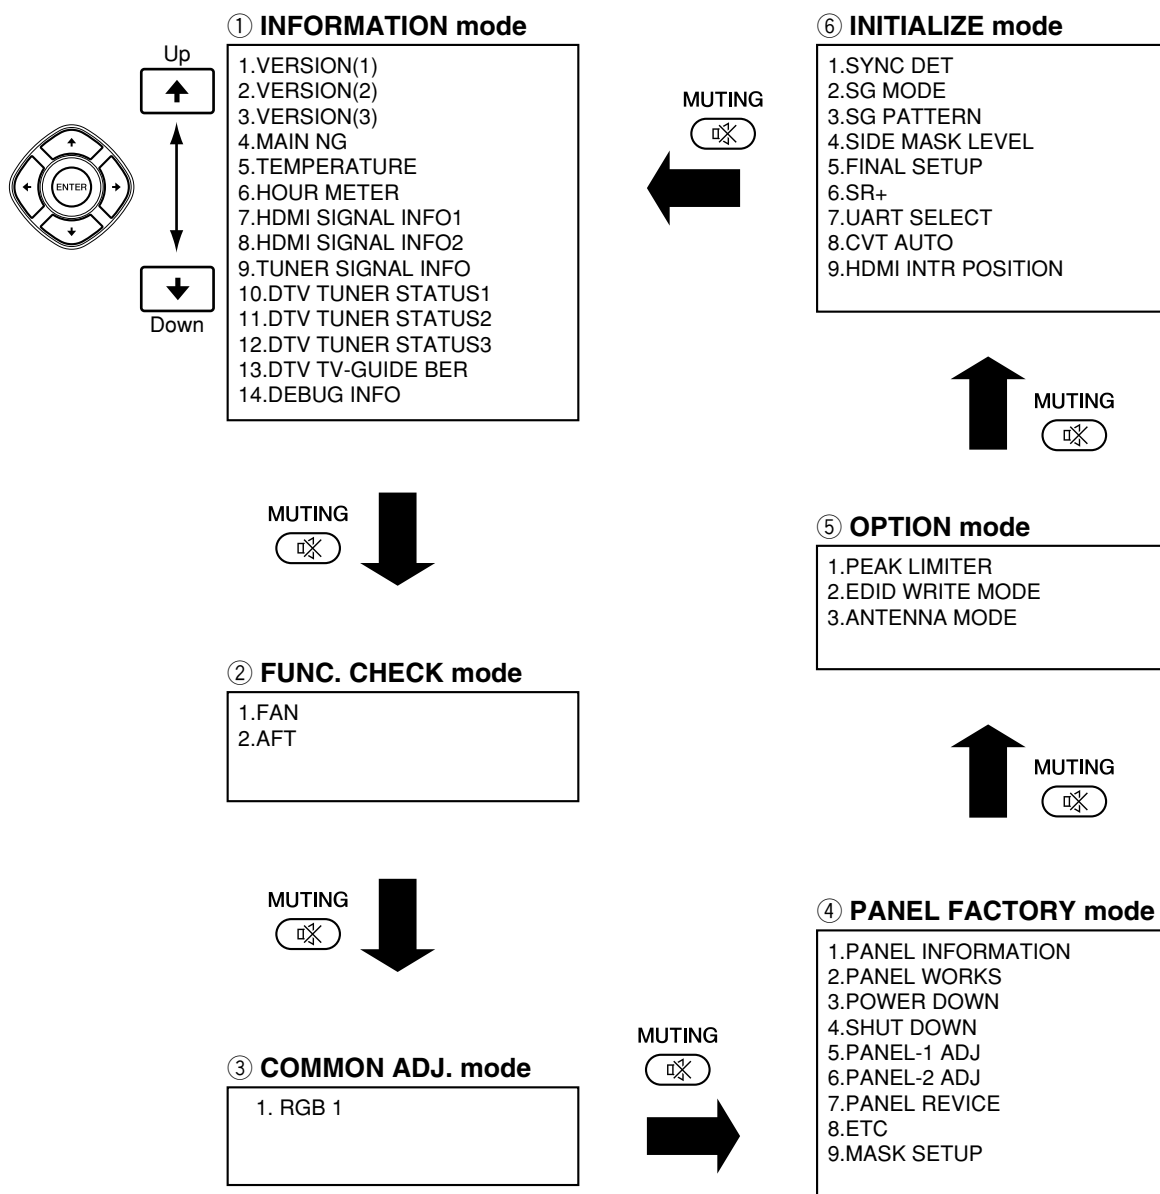 ① INFORMATION mode
Up
ENTER
Down
1.VERSION(1)
2.VERSION(2)
3.VERSION(3)
4.MAIN NG
5.TEMPERATURE
6.HOUR METER
7.HDMI SIGNAL INFO1
8.HDMI SIGNAL INFO2
9.TUNER SIGNAL INFO
10.DTV TUNER STATUS1
11.DTV TUNER STATUS2
12.DTV TUNER STATUS3
13.DTV TV-GUIDE BER
14.DEBUG INFO
MUTING
② FUNC. CHECK mode
1.FAN
2.AFT
MUTING
③ COMMON ADJ. mode
1. RGB 1
MUTING
④ PANEL FACTORY mode
1.PANEL INFORMATION
2.PANEL WORKS
3.POWER DOWN
4.SHUT DOWN
5.PANEL-1 ADJ
6.PANEL-2 ADJ
7.PANEL REVICE
8.ETC
9.MASK SETUP
MUTING
⑤ OPTION mode
1.PEAK LIMITER
2.EDID WRITE MODE
3.ANTENNA MODE
MUTING
⑥ INITIALIZE mode
1.SYNC DET
2.SG MODE
3.SG PATTERN
4.SIDE MASK LEVEL
5.FINAL SETUP
6.SR+
7.UART SELECT
8.CVT AUTO
9.HDMI INTR POSITION
MUTING